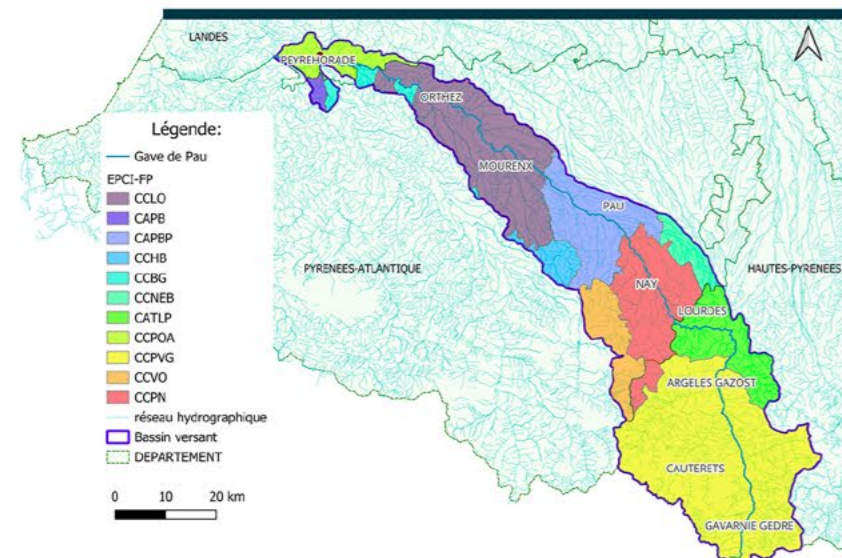 LANDES
PEYREHORADE
ORTHEZ
MOURENX
PAU
PYRENEES-ATLANTIQUE
HAUTES-PYRENEES
NAY
LOURDES
ARGELES GAZOST
CAUTERETS
GAVARNIE GEDRE
Légende:
Gave de Pau
EPCI-FP
CCLO
CAPB
CAPBP
CCHB
CCBG
CCNEB
CATLP
CCPOA
CCPVG
CCVO
CCPN
réseau hydrographique
Bassin versant
DEPARTEMENT
0 10 20 km